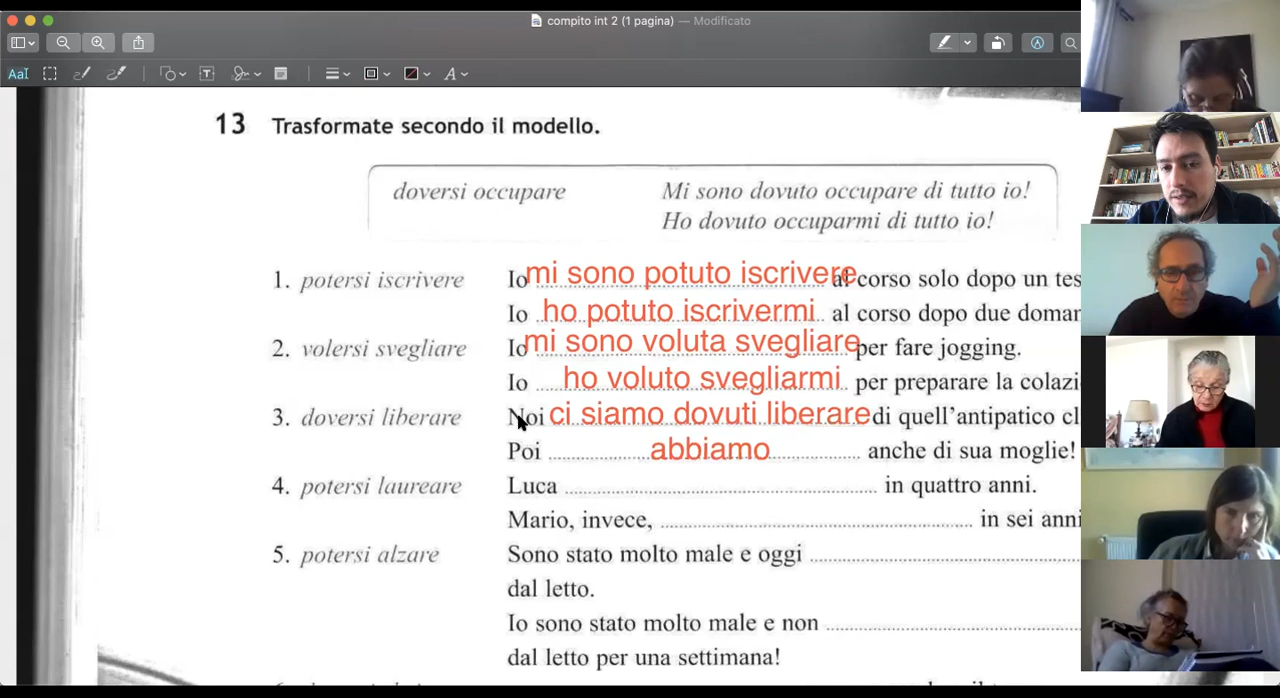 compito int 2 (1 pagina) — Modificato
AaI
T
A
13 Trasformate secondo il modello.
doversi occupare Mi sono dovuto occupare di tutto io!
Ho dovuto occuparmi di tutto io!
1. potersi iscrivere Io mi sono potuto iscrivere al corso solo dopo un tes
Io ho potuto iscrivermi al corso dopo due doman
2. volersi svegliare Io mi sono voluta svegliare per fare jogging.
Io ho voluto svegliarmi per preparare la colazi
3. doversi liberare Noi ci siamo dovuti liberare di quell'antipatico cl
Poi abbiamo anche di sua moglie!
4. potersi laureare Luca in quattro anni.
Mario, invece, in sei anni
5. potersi alzare Sono stato molto male e oggi
dal letto.
Io sono stato molto male e non
dal letto per una settimana!